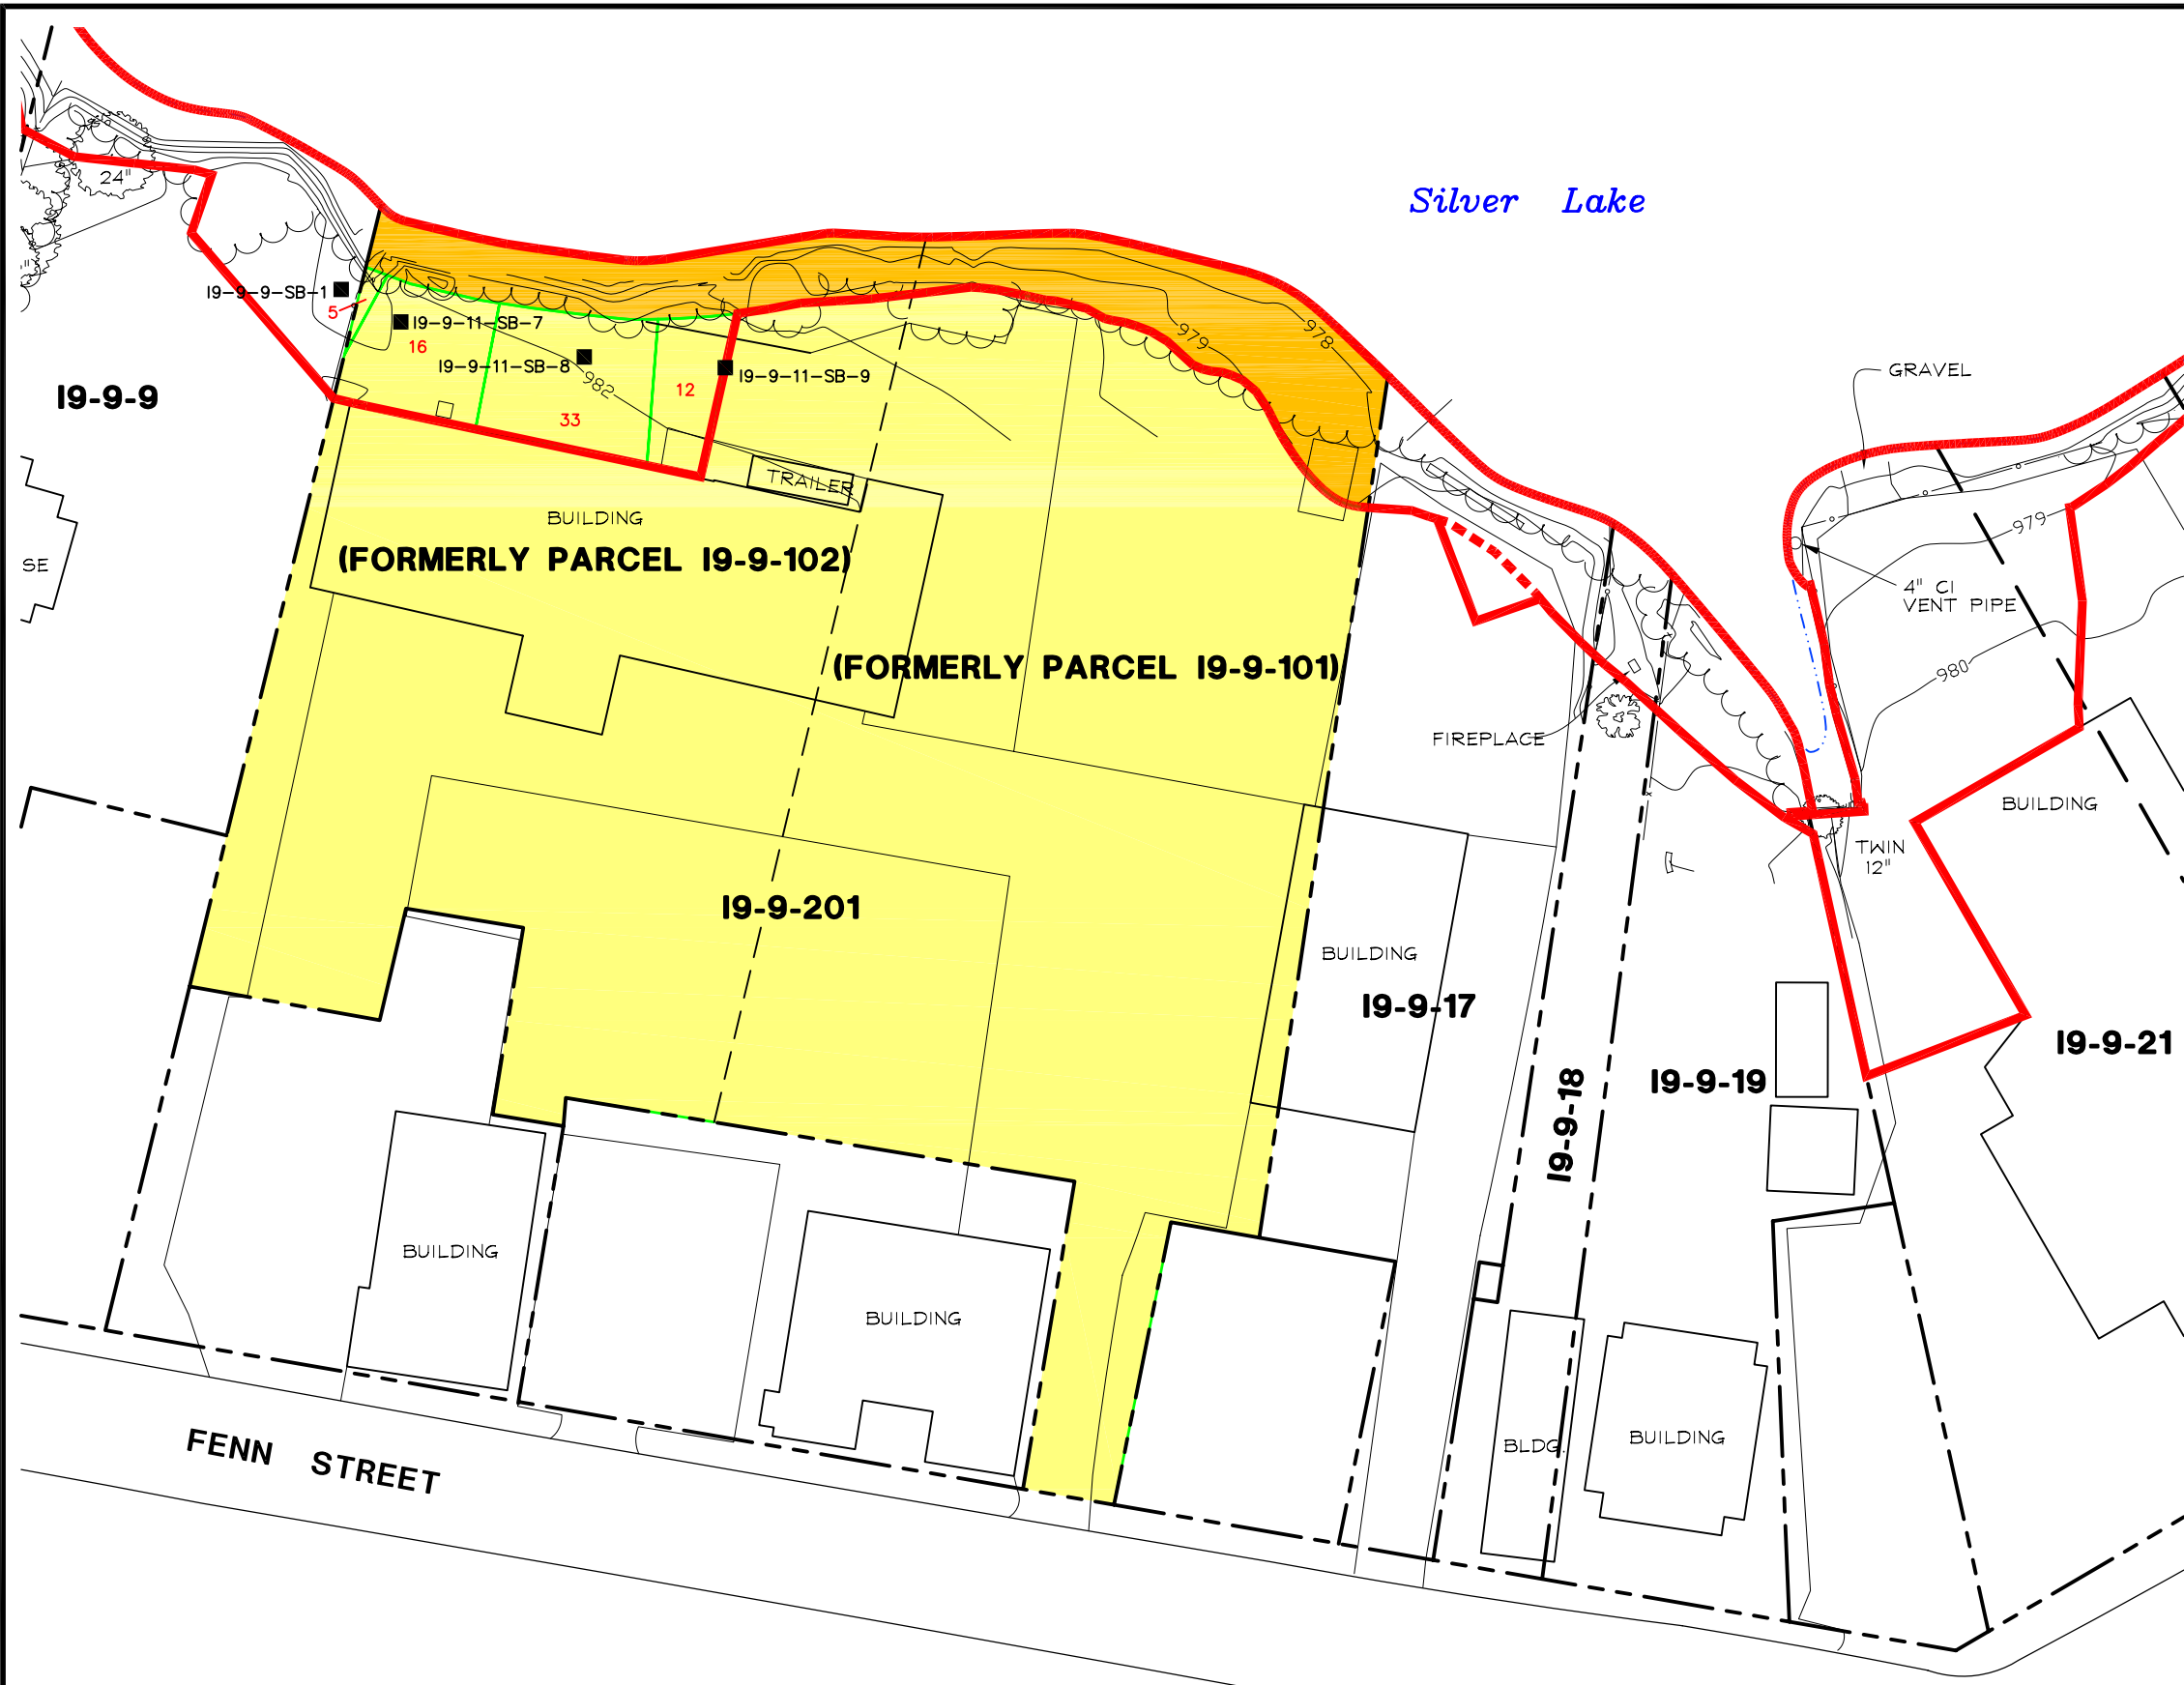 24"
Silver Lake
I9-9-9-SB-1
5
I9-9-11-SB-7
16
I9-9-11-SB-8
982
33
12
I9-9-11-SB-9
979
978
GRAVEL
I9-9-9
TRAILER
BUILDING
(FORMERLY PARCEL I9-9-102)
SE
979
4" CI
VENT PIPE
980
(FORMERLY PARCEL I9-9-101)
FIREPLACE
BUILDING
TWIN
12"
I9-9-201
BUILDING
I9-9-17
I9-9-18
I9-9-19
I9-9-21
BUILDING
BUILDING
BLDG.
BUILDING
FENN STREET